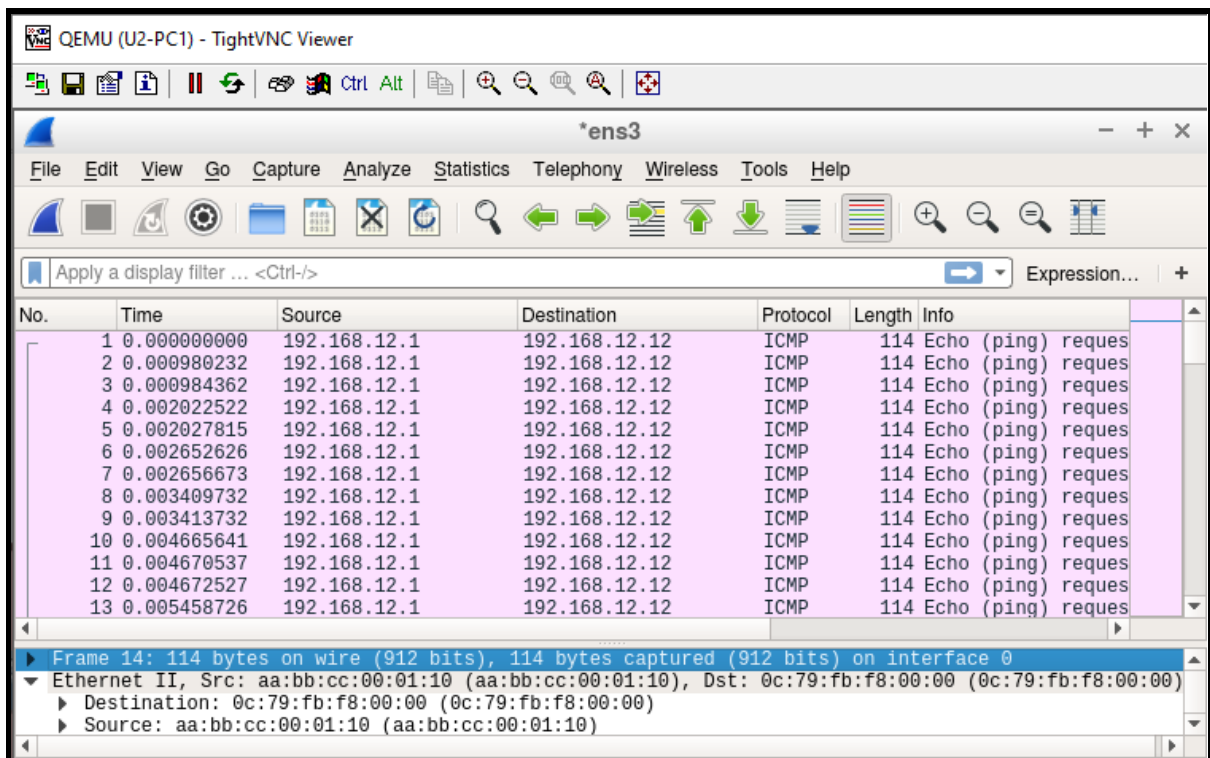 QEMU (U2-PC1) - TightVNC Viewer
Ctrl Alt
*ens3
File Edit View Go Capture Analyze Statistics Telephony Wireless Tools Help
Apply a display filter … <Ctrl-/> Expression… +
No. Time Source Destination Protocol Length Info
1 0.000000000 192.168.12.1 192.168.12.12 ICMP 114 Echo (ping) reques
2 0.000980232 192.168.12.1 192.168.12.12 ICMP 114 Echo (ping) reques
3 0.000984362 192.168.12.1 192.168.12.12 ICMP 114 Echo (ping) reques
4 0.002022522 192.168.12.1 192.168.12.12 ICMP 114 Echo (ping) reques
5 0.002027815 192.168.12.1 192.168.12.12 ICMP 114 Echo (ping) reques
6 0.002652626 192.168.12.1 192.168.12.12 ICMP 114 Echo (ping) reques
7 0.002656673 192.168.12.1 192.168.12.12 ICMP 114 Echo (ping) reques
8 0.003409732 192.168.12.1 192.168.12.12 ICMP 114 Echo (ping) reques
9 0.003413732 192.168.12.1 192.168.12.12 ICMP 114 Echo (ping) reques
10 0.004665641 192.168.12.1 192.168.12.12 ICMP 114 Echo (ping) reques
11 0.004670537 192.168.12.1 192.168.12.12 ICMP 114 Echo (ping) reques
12 0.004672527 192.168.12.1 192.168.12.12 ICMP 114 Echo (ping) reques
13 0.005458726 192.168.12.1 192.168.12.12 ICMP 114 Echo (ping) reques
Frame 14: 114 bytes on wire (912 bits), 114 bytes captured (912 bits) on interface 0
Ethernet II, Src: aa:bb:cc:00:01:10 (aa:bb:cc:00:01:10), Dst: 0c:79:fb:f8:00:00 (0c:79:fb:f8:00:00)
Destination: 0c:79:fb:f8:00:00 (0c:79:fb:f8:00:00)
Source: aa:bb:cc:00:01:10 (aa:bb:cc:00:01:10)